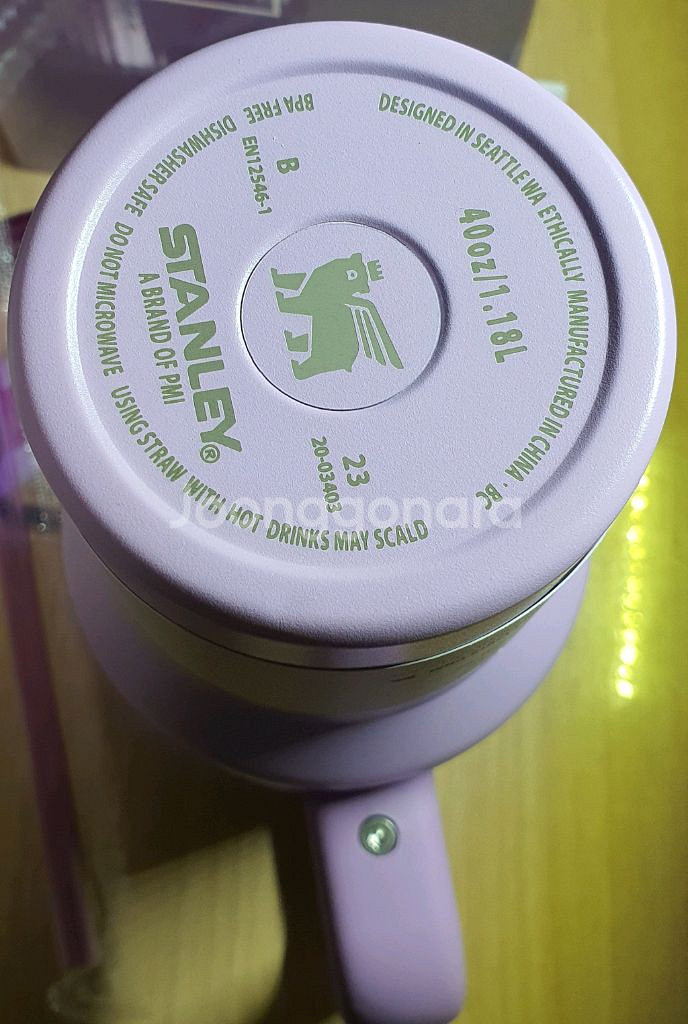 STANLEY®
A BRAND OF PMI
B
EN12546-1
40oz/1.18L
23
20-03403
BPA FREE DISHWASHER SAFE DO NOT MICROWAVE USING STRAW WITH HOT DRINKS MAY SCALD
DESIGNED IN SEATTLE WA ETHICALLY MANUFACTURED IN CHINA · BC
Joonggonara